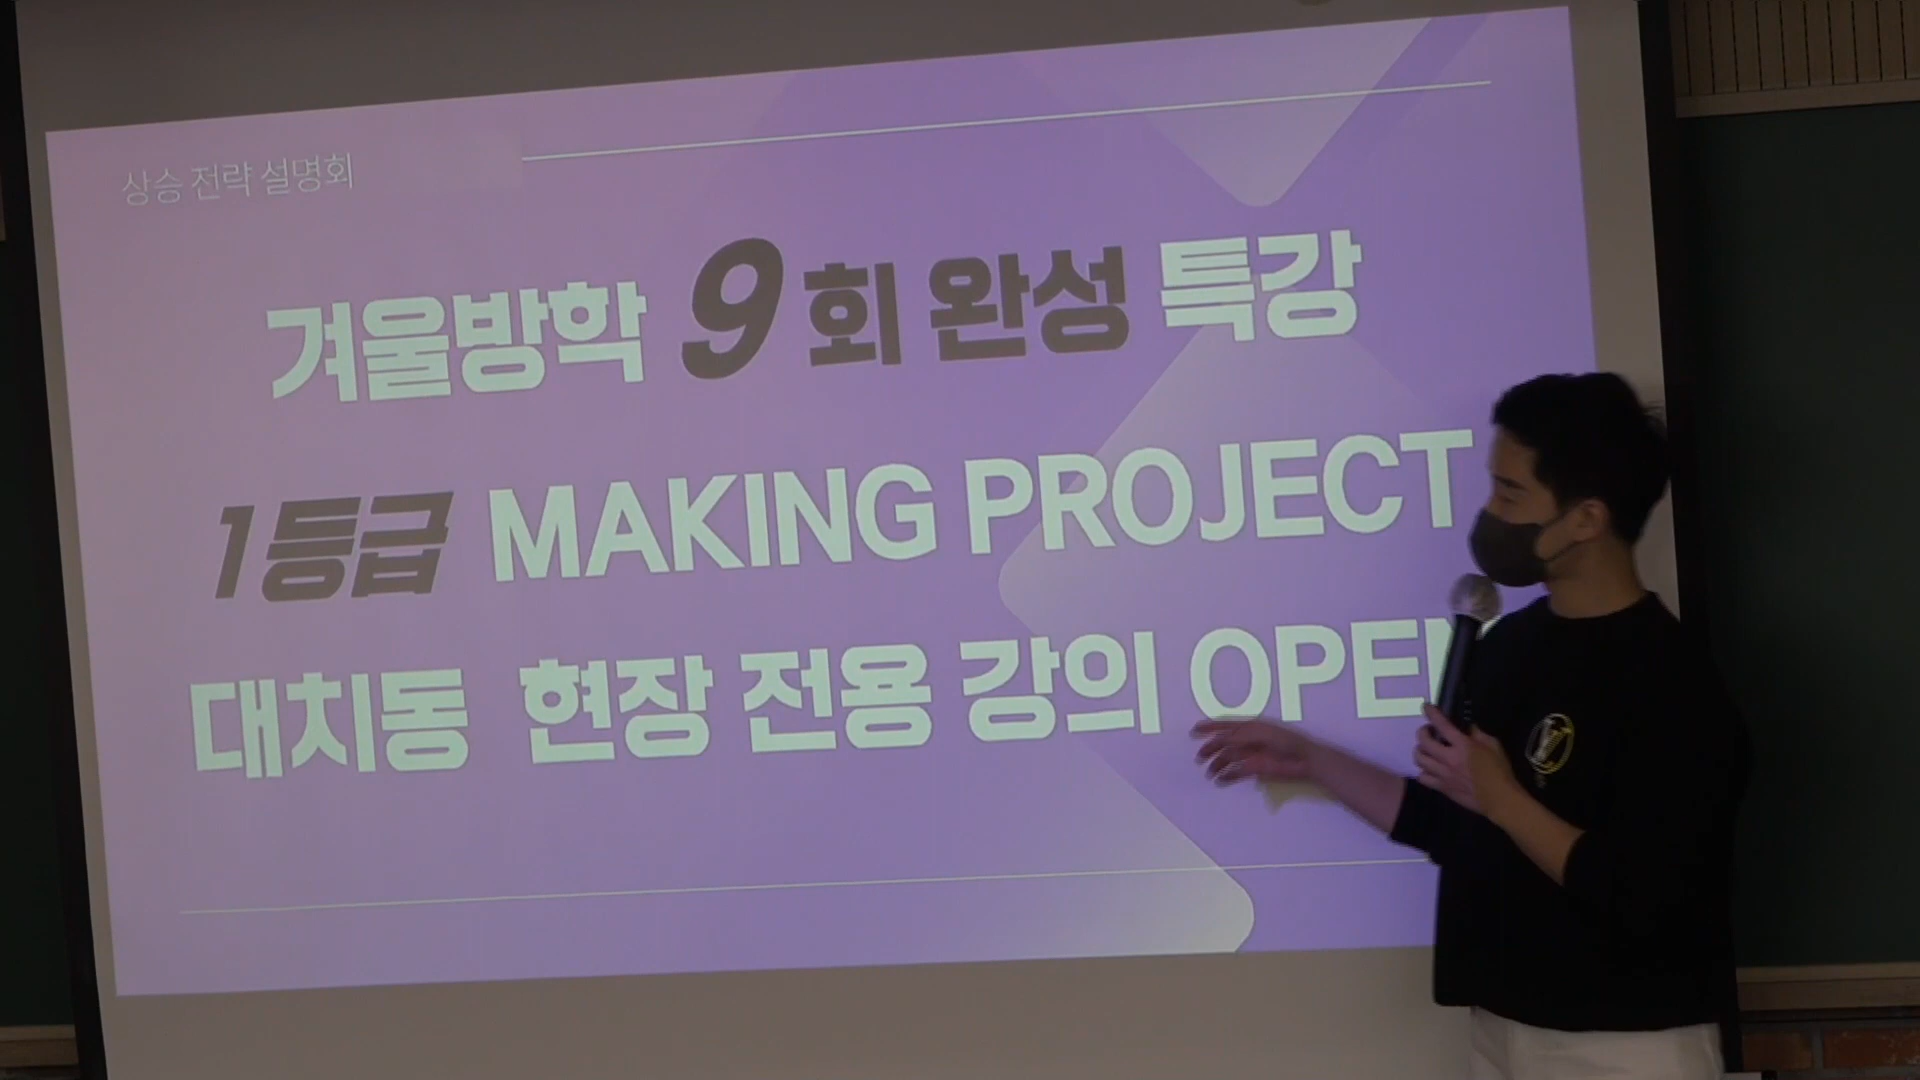 상승 전략 설명회
겨울방학 9회 완성 특강
1등급 MAKING PROJECT
대치동 현장 전용 강의 OPEN